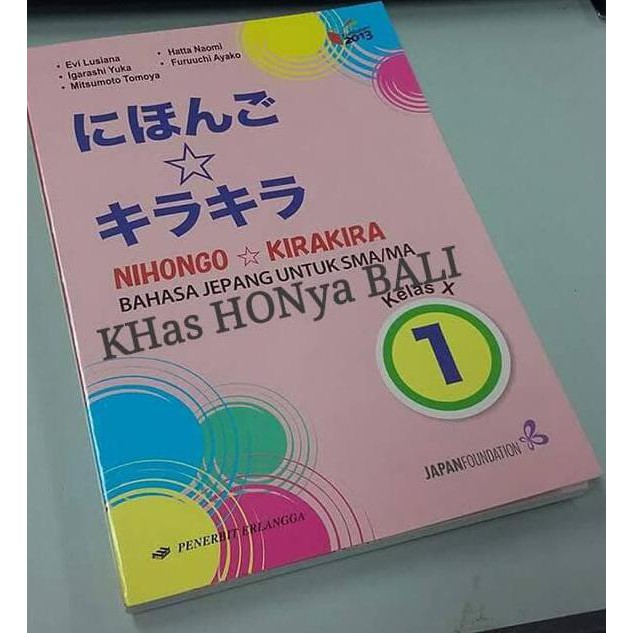 • Evi Lusiana • Hatta Naomi
• Igarashi Yuka • Furuuchi Ayako
• Mitsumoto Tomoya
2013
にほんご
☆
キラキラ
NIHONGO ☆ KIRAKIRA
BAHASA JEPANG UNTUK SMA/MA
Kelas X
KHas HONya BALI
1
JAPANFOUNDATION
PENERBIT ERLANGGA